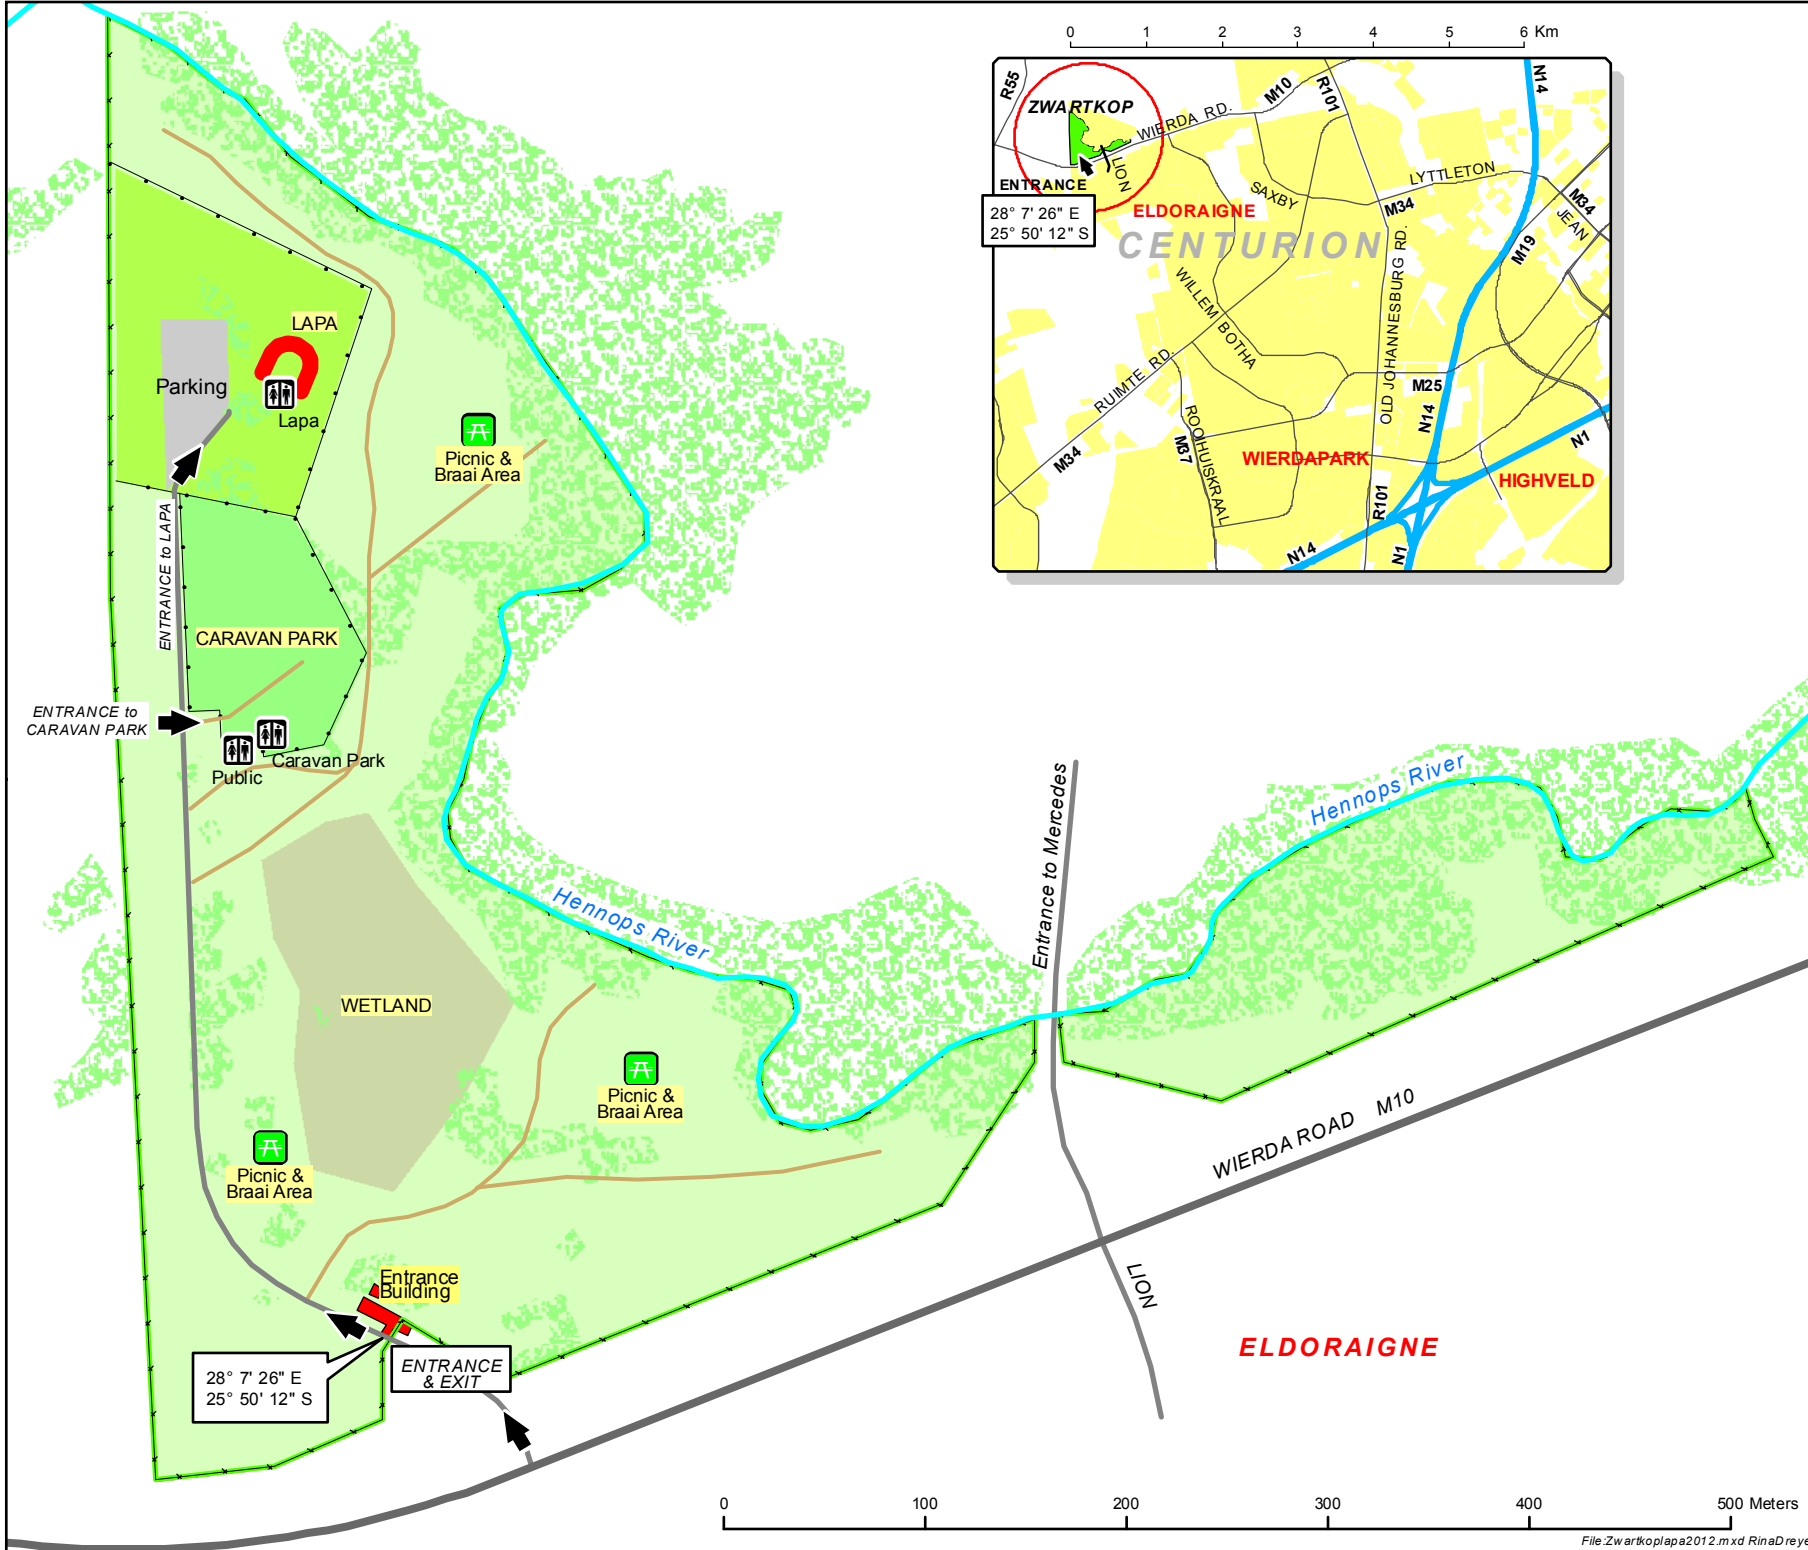 0 1 2 3 4 5 6 Km
R55
ZWARTKOP
WIERDA RD.
M10
R101
N14
LION
ENTRANCE
28° 7' 26" E
25° 50' 12" S
ELDORAIGNE
CENTURION
SAXBY
LYTTLETON
M34
M34
JEAN
M19
WILLEM BOTHA
OLD JOHANNESBURG RD.
RUIMTE RD.
M34
M25
N14
N1
ROOIHUISKRAAL
M37
WIERDAPARK
HIGHVELD
R101
N14
N1
LAPA
Parking
Lapa
Picnic &
Braai Area
ENTRANCE to LAPA
CARAVAN PARK
ENTRANCE to
CARAVAN PARK
Public
Caravan Park
Hennops River
Hennops River
Entrance to Mercedes
WETLAND
Picnic &
Braai Area
Picnic &
Braai Area
WIERDA ROAD M10
LION
Entrance
Building
ENTRANCE
& EXIT
28° 7' 26" E
25° 50' 12" S
ELDORAIGNE
0 100 200 300 400 500 Meters
File:Zwartkoplapa2012.mxd RinaDreye